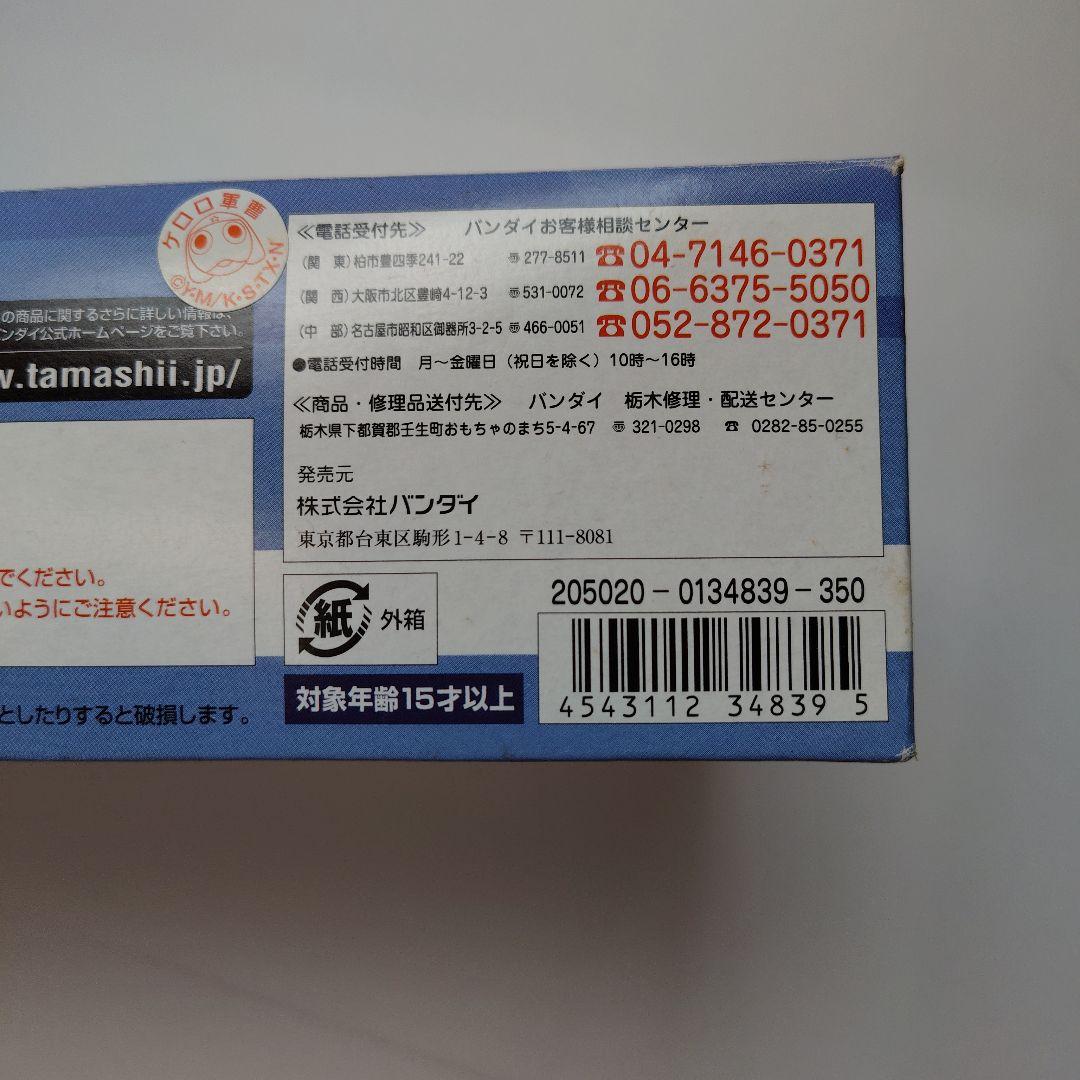 ケロロ軍曹
©Y・M/K・S・TX・N
の商品に関するさらに詳しい情報は、
ンダイ公式ホームページをご覧下さい。
w.tamashii.jp/
でください。
いようにご注意ください。
としたりすると破損します。
≪電話受付先≫ バンダイお客様相談センター
(関 東)柏市豊四季241-22 〠277-8511 ☎04-7146-0371
(関 西)大阪市北区豊崎4-12-3 〠531-0072 ☎06-6375-5050
(中 部)名古屋市昭和区御器所3-2-5 〠466-0051 ☎052-872-0371
●電話受付時間 月〜金曜日(祝日を除く)10時〜16時
≪商品・修理品送付先≫ バンダイ 栃木修理・配送センター
栃木県下都賀郡壬生町おもちゃのまち5-4-67 〠 321-0298 ☎ 0282-85-0255
発売元
株式会社バンダイ
東京都台東区駒形1-4-8 〒111-8081
紙 外箱
対象年齢15才以上
205020-0134839-350
4543112 348395